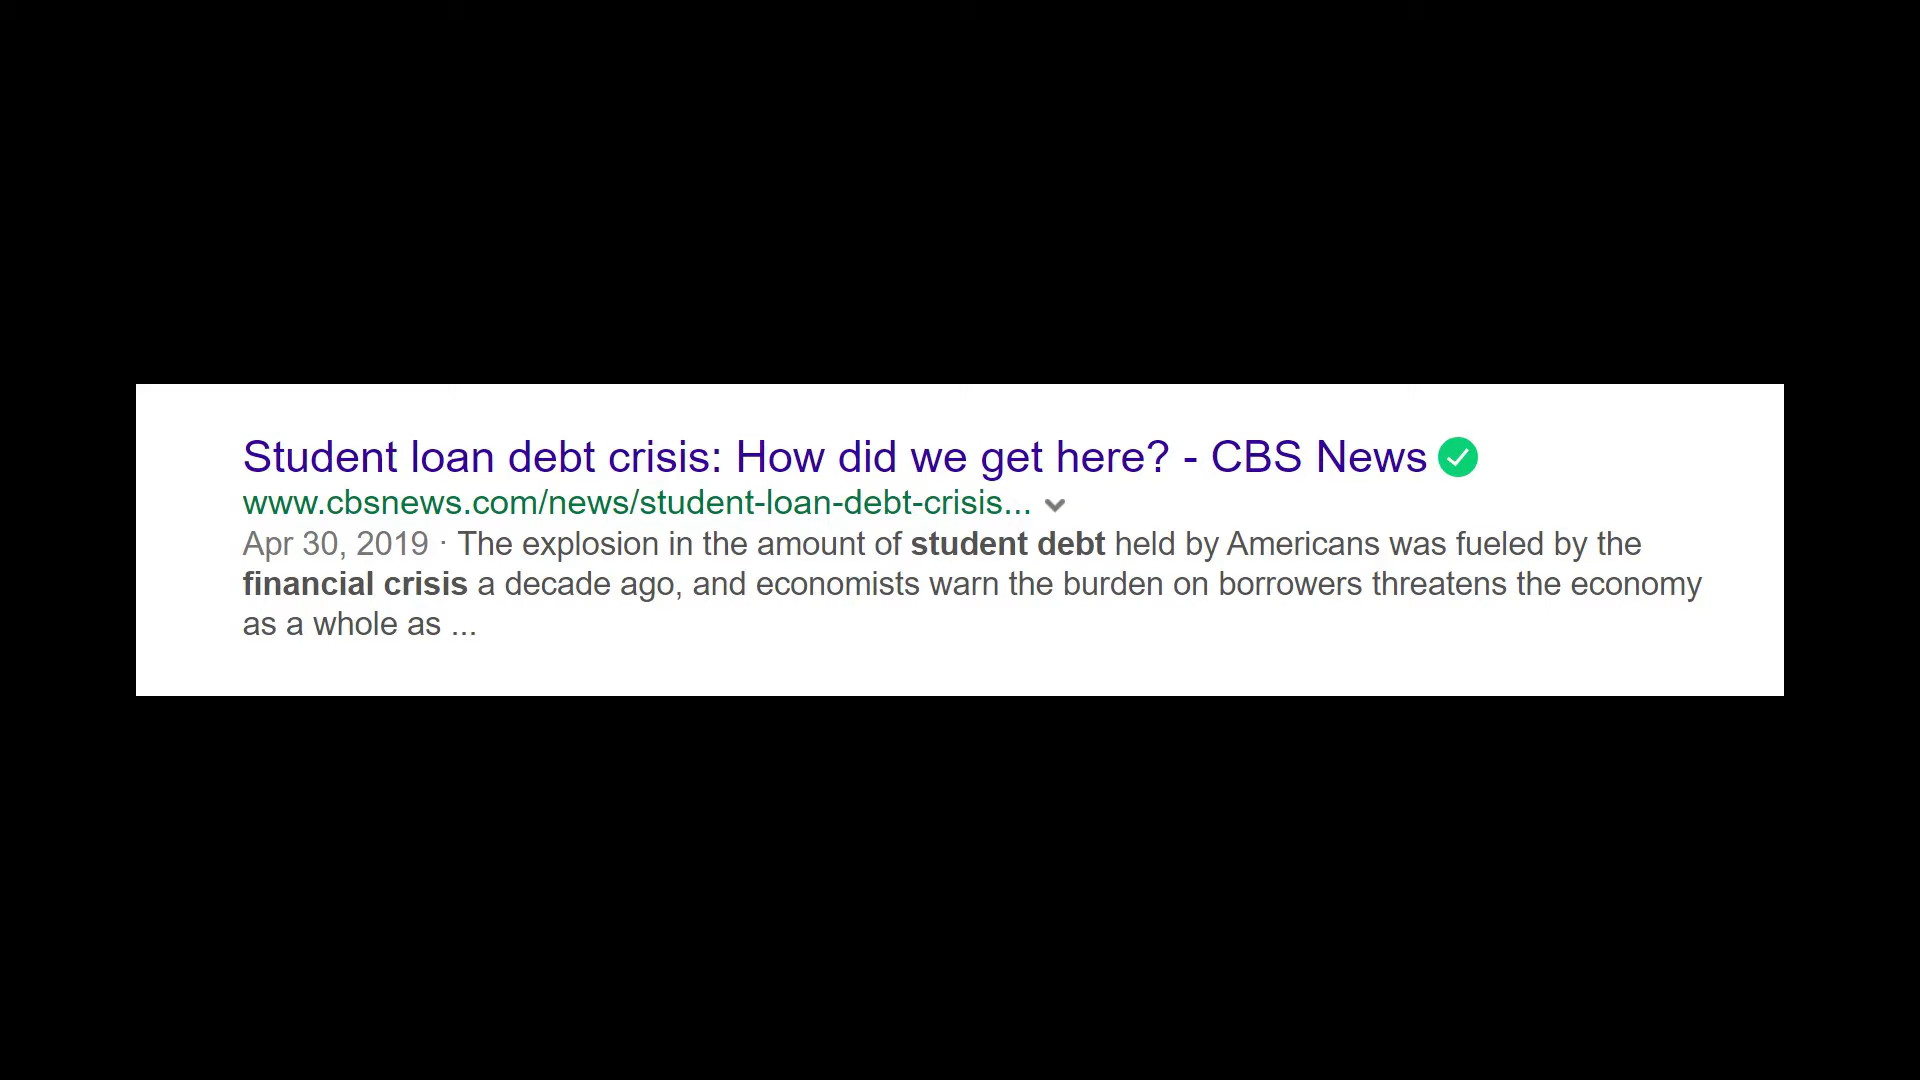 Student loan debt crisis: How did we get here? - CBS News
www.cbsnews.com/news/student-loan-debt-crisis...
Apr 30, 2019 · The explosion in the amount of student debt held by Americans was fueled by the
financial crisis a decade ago, and economists warn the burden on borrowers threatens the economy
as a whole as ...